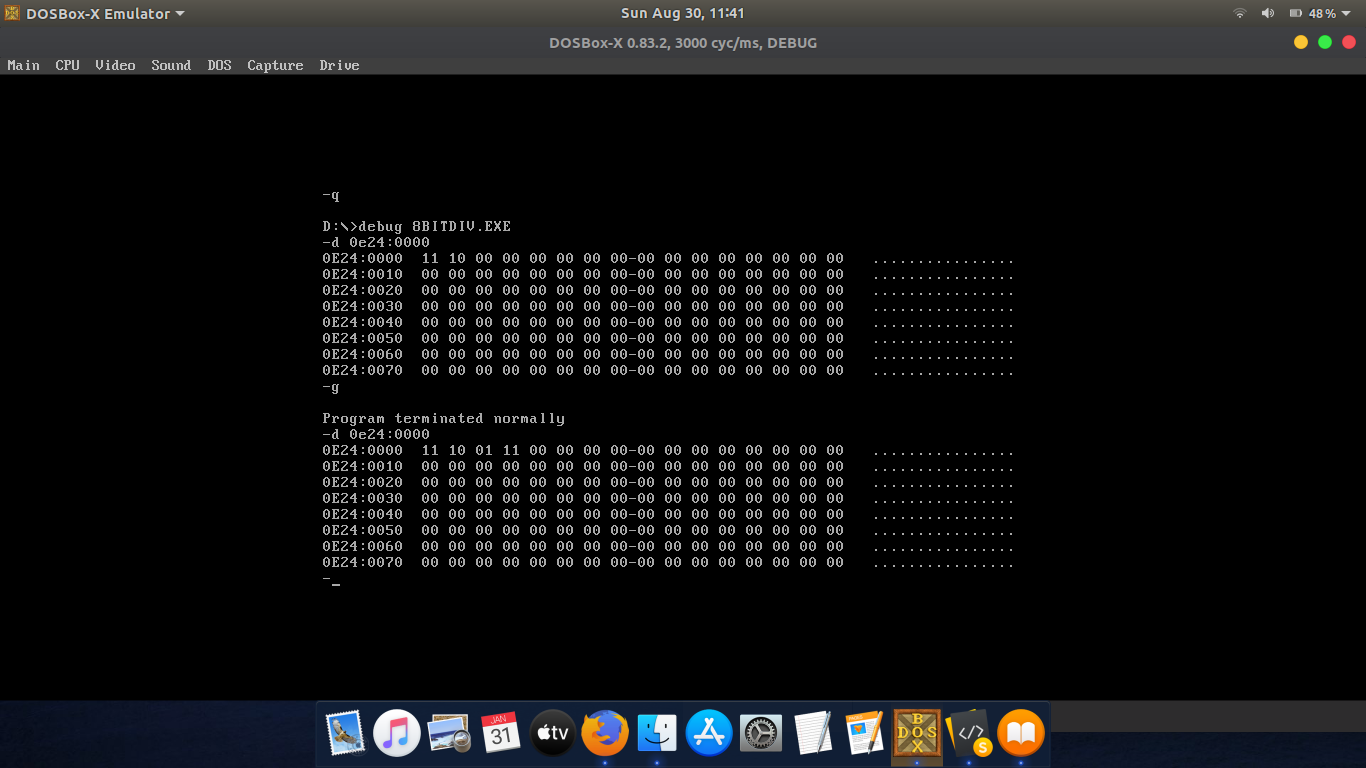 DOSBox-X Emulator
Sun Aug 30, 11:41
48%
DOSBox-X 0.83.2, 3000 cyc/ms, DEBUG
Main CPU Video Sound DOS Capture Drive
-q
D:\>debug 8BITDIV.EXE
-d 0e24:0000
0E24:0000 11 10 00 00 00 00 00 00-00 00 00 00 00 00 00 00 ................
0E24:0010 00 00 00 00 00 00 00 00-00 00 00 00 00 00 00 00 ................
0E24:0020 00 00 00 00 00 00 00 00-00 00 00 00 00 00 00 00 ................
0E24:0030 00 00 00 00 00 00 00 00-00 00 00 00 00 00 00 00 ................
0E24:0040 00 00 00 00 00 00 00 00-00 00 00 00 00 00 00 00 ................
0E24:0050 00 00 00 00 00 00 00 00-00 00 00 00 00 00 00 00 ................
0E24:0060 00 00 00 00 00 00 00 00-00 00 00 00 00 00 00 00 ................
0E24:0070 00 00 00 00 00 00 00 00-00 00 00 00 00 00 00 00 ................
-g
Program terminated normally
-d 0e24:0000
0E24:0000 11 10 01 11 00 00 00 00-00 00 00 00 00 00 00 00 ................
0E24:0010 00 00 00 00 00 00 00 00-00 00 00 00 00 00 00 00 ................
0E24:0020 00 00 00 00 00 00 00 00-00 00 00 00 00 00 00 00 ................
0E24:0030 00 00 00 00 00 00 00 00-00 00 00 00 00 00 00 00 ................
0E24:0040 00 00 00 00 00 00 00 00-00 00 00 00 00 00 00 00 ................
0E24:0050 00 00 00 00 00 00 00 00-00 00 00 00 00 00 00 00 ................
0E24:0060 00 00 00 00 00 00 00 00-00 00 00 00 00 00 00 00 ................
0E24:0070 00 00 00 00 00 00 00 00-00 00 00 00 00 00 00 00 ................
-_
JAN
31
tv
PAGES
B
DOS
X
</>
S